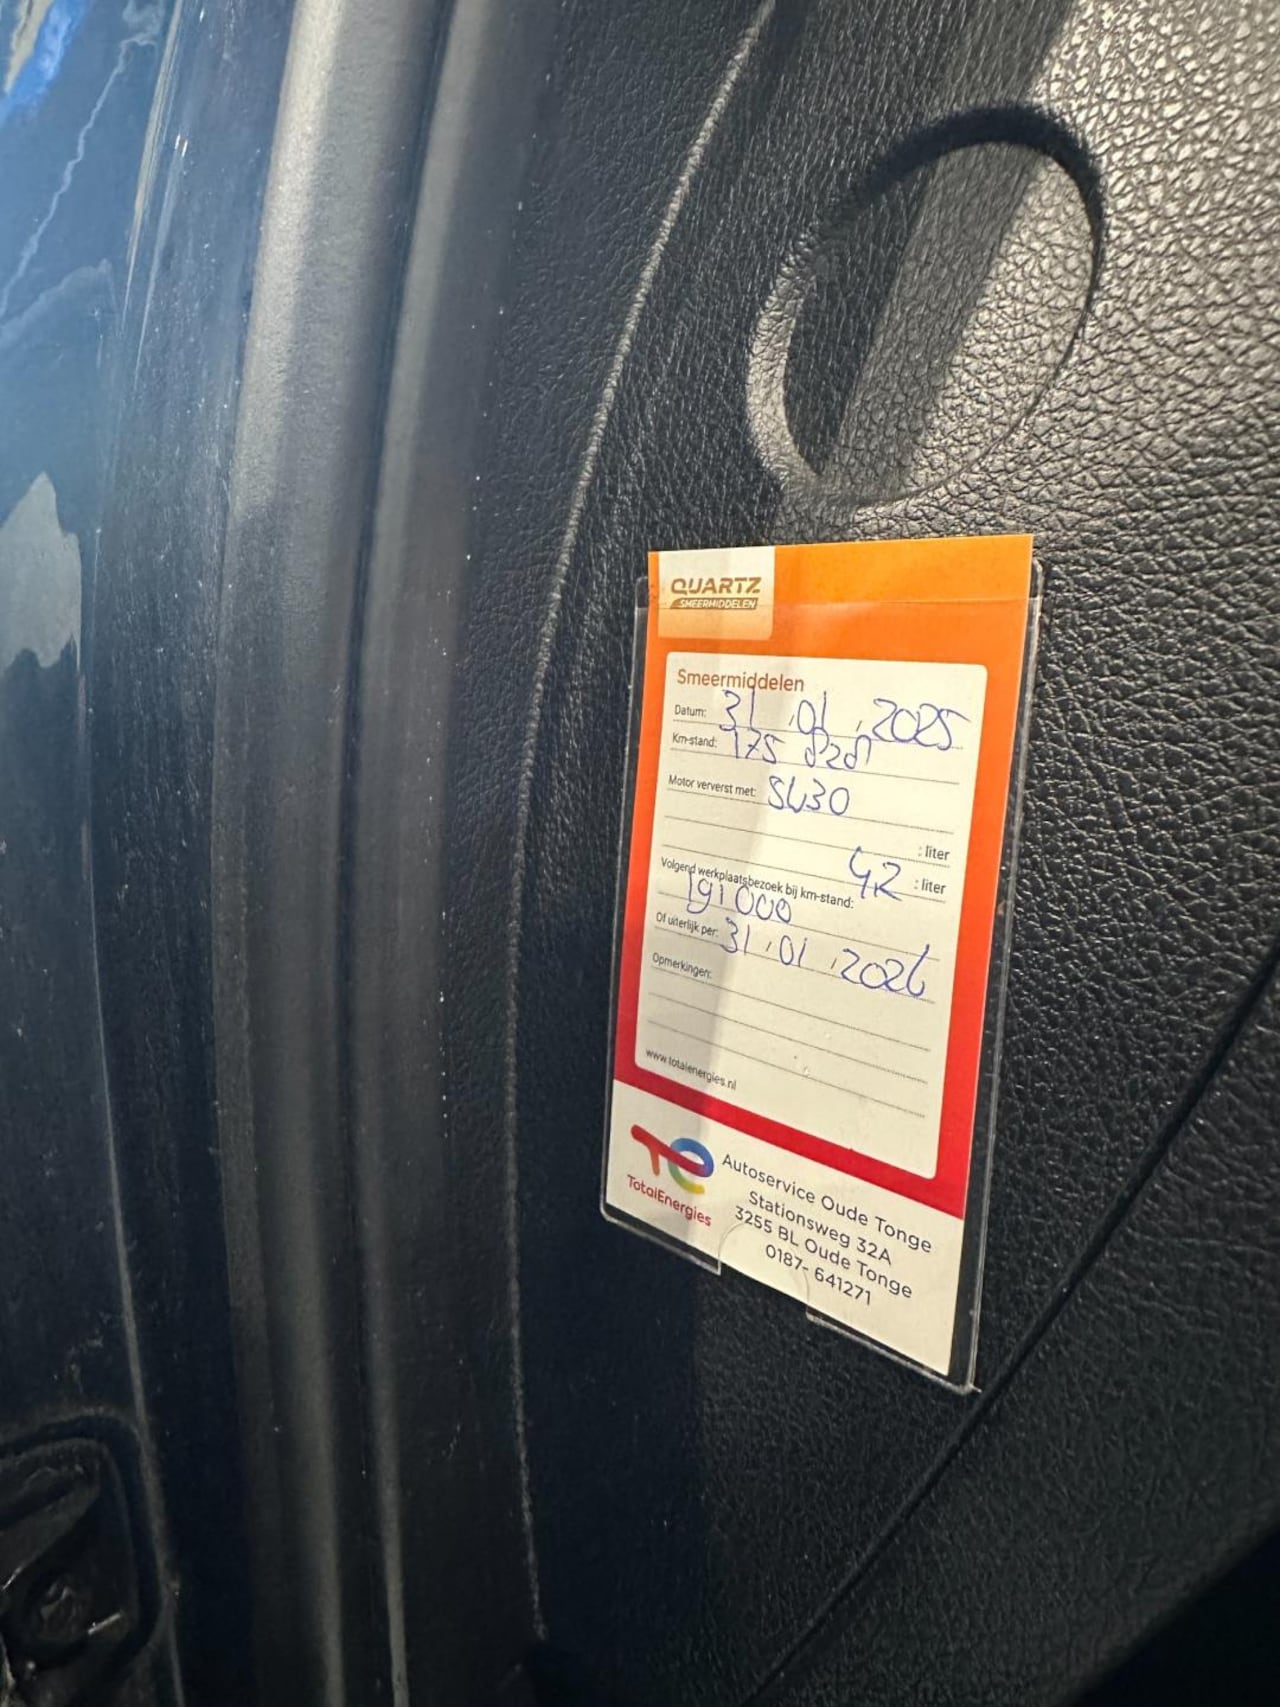 QUARTZ
SMEERMIDDELEN
Smeermiddelen
Datum: 31.01.2025
Km-stand: 175
Motor ververst met: 5W30
: liter
4,2 : liter
Volgend werkplaatsbezoek bij km-stand:
191000
Of uiterlijk per: 31.01.2026
Opmerkingen:
www.totalenergies.nl
TotalEnergies
Autoservice Oude Tonge
Stationsweg 32A
3255 BL Oude Tonge
0187- 641271